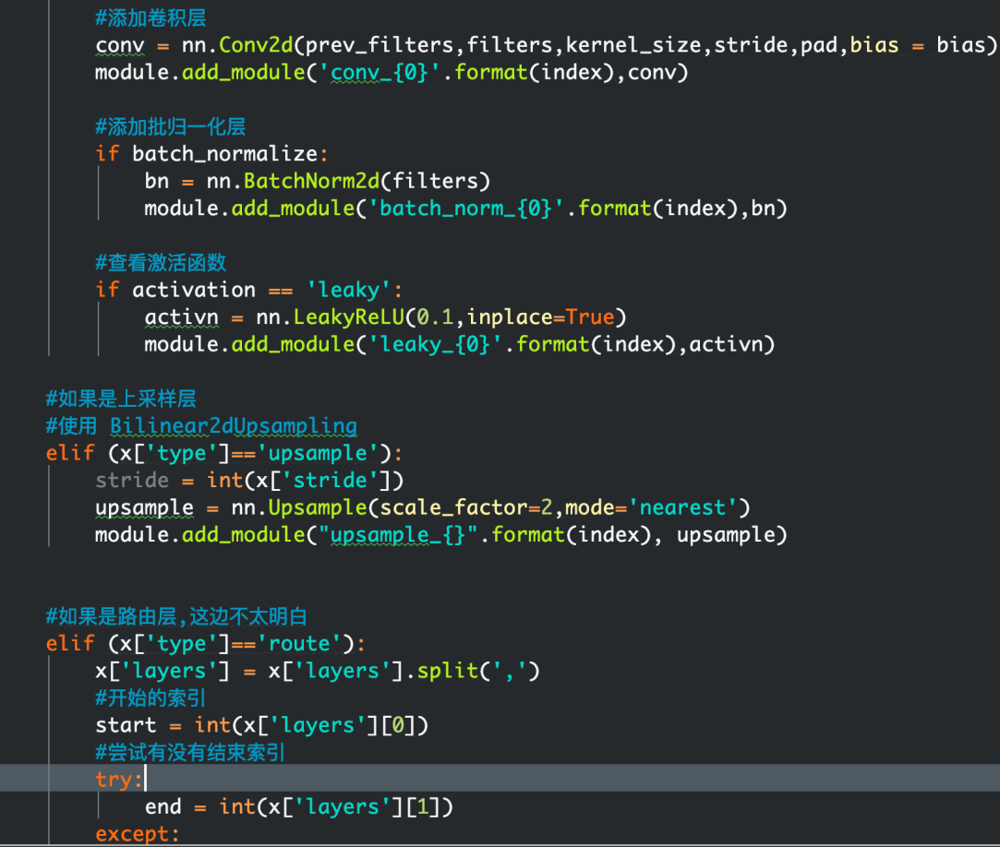 #添加卷积层
conv = nn.Conv2d(prev_filters,filters,kernel_size,stride,pad,bias = bias)
module.add_module('conv_{0}'.format(index),conv)
#添加批归一化层
if batch_normalize:
bn = nn.BatchNorm2d(filters)
module.add_module('batch_norm_{0}'.format(index),bn)
#查看激活函数
if activation == 'leaky':
activn = nn.LeakyReLU(0.1,inplace=True)
module.add_module('leaky_{0}'.format(index),activn)
#如果是上采样层
#使用 Bilinear2dUpsampling
elif (x['type']=='upsample'):
stride = int(x['stride'])
upsample = nn.Upsample(scale_factor=2,mode='nearest')
module.add_module("upsample_{}".format(index), upsample)
#如果是路由层,这边不太明白
elif (x['type']=='route'):
x['layers'] = x['layers'].split(',')
#开始的索引
start = int(x['layers'][0])
#尝试有没有结束索引
try:
end = int(x['layers'][1])
except: